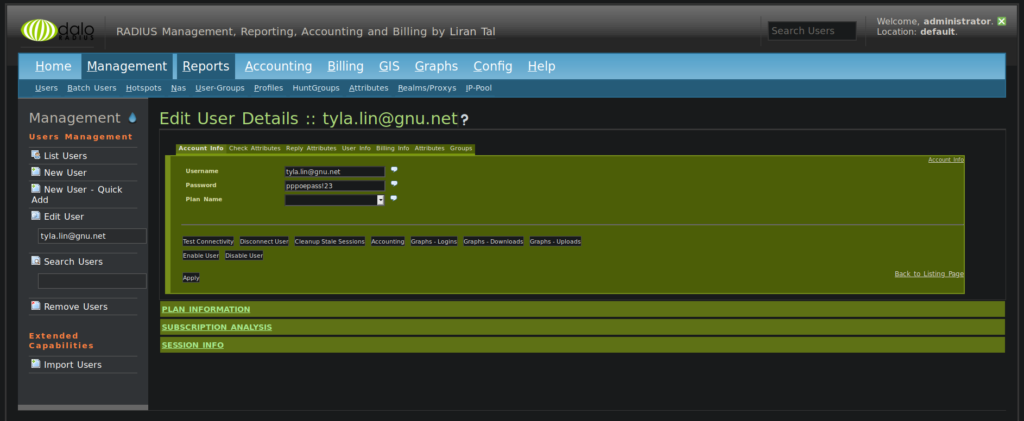 dalo
RADIUS
RADIUS Management, Reporting, Accounting and Billing by Liran Tal
Search Users
Welcome, administrator.
Location: default.
Home Management Reports Accounting Billing GIS Graphs Config Help
Users Batch Users Hotspots Nas User-Groups Profiles HuntGroups Attributes Realms/Proxys IP-Pool
Management
Users Management
List Users
New User
New User - Quick
Add
Edit User
tyla.lin@gnu.net
Search Users
Remove Users
Extended
Capabilities
Import Users
Edit User Details :: tyla.lin@gnu.net?
Account Info Check Attributes Reply Attributes User Info Billing Info Attributes Groups
Account Info
Username tyla.lin@gnu.net
Password pppoepass!23
Plan Name
Test Connectivity Disconnect User Cleanup Stale Sessions Accounting Graphs - Logins Graphs - Downloads Graphs - Uploads
Enable User Disable User
Apply
Back to Listing Page
PLAN INFORMATION
SUBSCRIPTION ANALYSIS
SESSION INFO